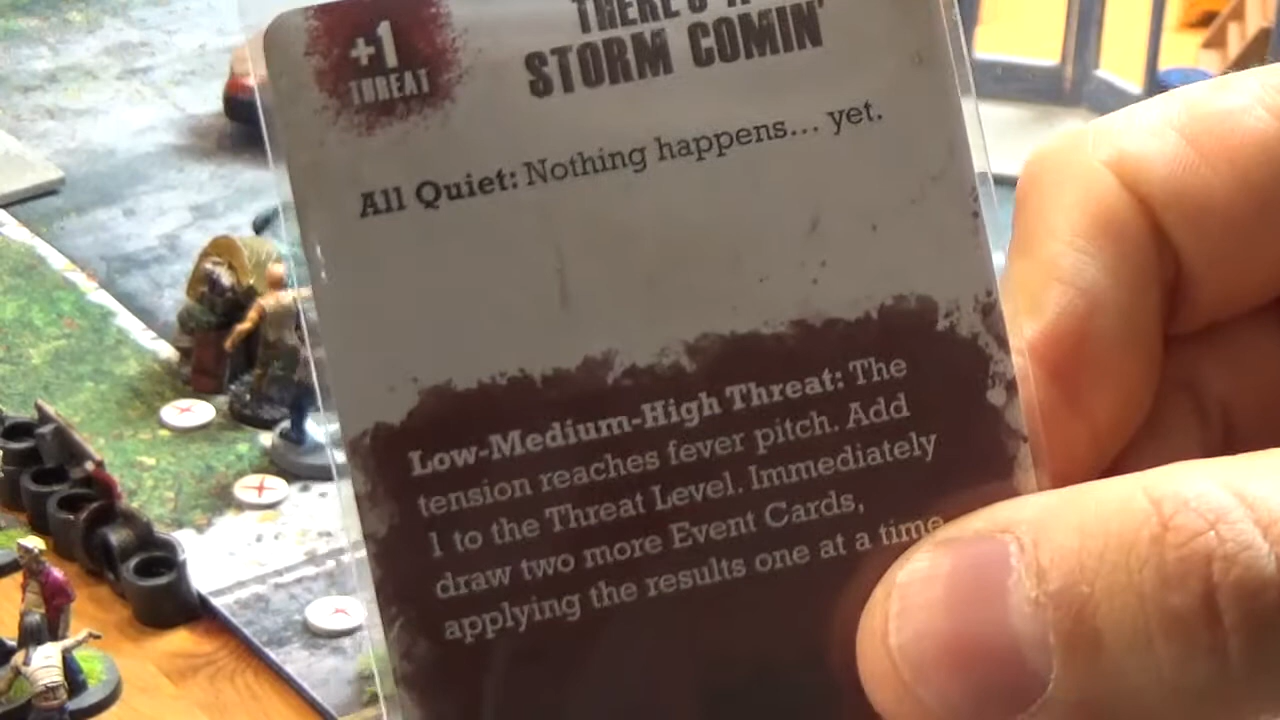 +1
THREAT
THERE'S A
STORM COMIN'
All Quiet: Nothing happens... yet.
Low-Medium-High Threat: The
tension reaches fever pitch. Add
1 to the Threat Level. Immediately
draw two more Event Cards,
applying the results one at a time